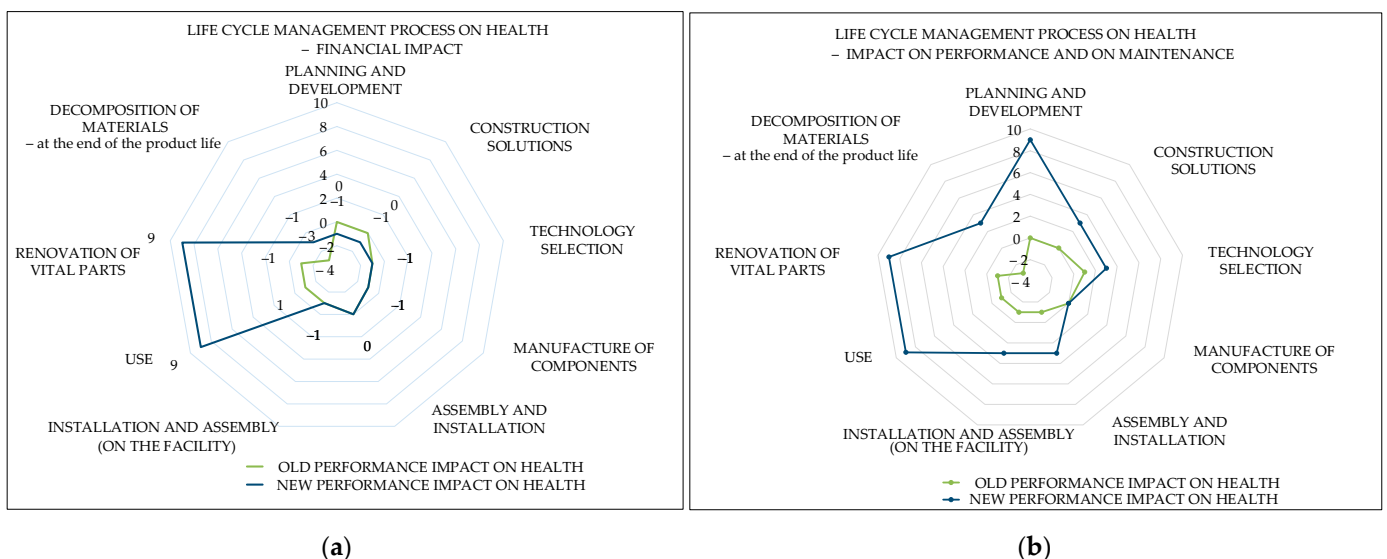 LIFE CYCLE MANAGEMENT PROCESS ON HEALTH
– FINANCIAL IMPACT
PLANNING AND
DEVELOPMENT
10
DECOMPOSITION OF
MATERIALS
– at the end of the product life
8
CONSTRUCTION
SOLUTIONS
6
4
0
2
–1
0
–1
–1
0
TECHNOLOGY
SELECTION
9
–3
–2
–1
–1
RENOVATION OF
VITAL PARTS
– 4
1
–1
–1
0
USE
9
MANUFACTURE OF
COMPONENTS
ASSEMBLY AND
INSTALLATION
INSTALLATION AND ASSEMBLY
(ON THE FACILITY)
OLD PERFORMANCE IMPACT ON HEALTH
NEW PERFORMANCE IMPACT ON HEALTH
(a)
LIFE CYCLE MANAGEMENT PROCESS ON HEALTH
– IMPACT ON PERFORMANCE AND ON MAINTENANCE
PLANNING AND
DEVELOPMENT
DECOMPOSITION OF
MATERIALS
– at the end of the product life
10
8
CONSTRUCTION
SOLUTIONS
6
4
2
0
TECHNOLOGY
SELECTION
RENOVATION OF
VITAL PARTS
– 2
– 4
USE
MANUFACTURE OF
COMPONENTS
INSTALLATION AND ASSEMBLY
(ON THE FACILITY)
ASSEMBLY AND
INSTALLATION
OLD PERFORMANCE IMPACT ON HEALTH
NEW PERFORMANCE IMPACT ON HEALTH
(b)